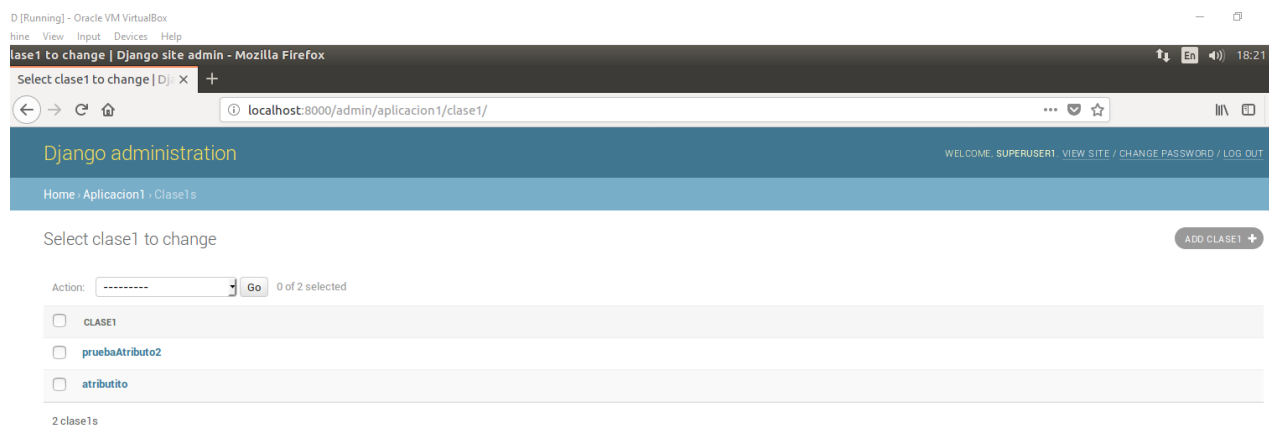 D [Running] - Oracle VM VirtualBox
hine View Input Devices Help
lase1 to change | Django site admin - Mozilla Firefox En 18:21
Select clase1 to change | Dj
localhost:8000/admin/aplicacion1/clase1/
Django administration WELCOME, SUPERUSER1. VIEW SITE / CHANGE PASSWORD / LOG OUT
Home › Aplicacion1 › Clase1s
Select clase1 to change ADD CLASE1 +
Action: --------- Go 0 of 2 selected
CLASE1
pruebaAtributo2
atributito
2 clase1s